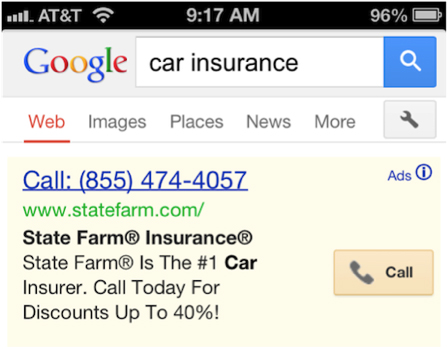 AT&T 9:17 AM 96%
Google car insurance
Web Images Places News More
Call: (855) 474-4057 Ads
www.statefarm.com/
State Farm® Insurance®
State Farm® Is The #1 Car
Insurer. Call Today For
Discounts Up To 40%!
Call